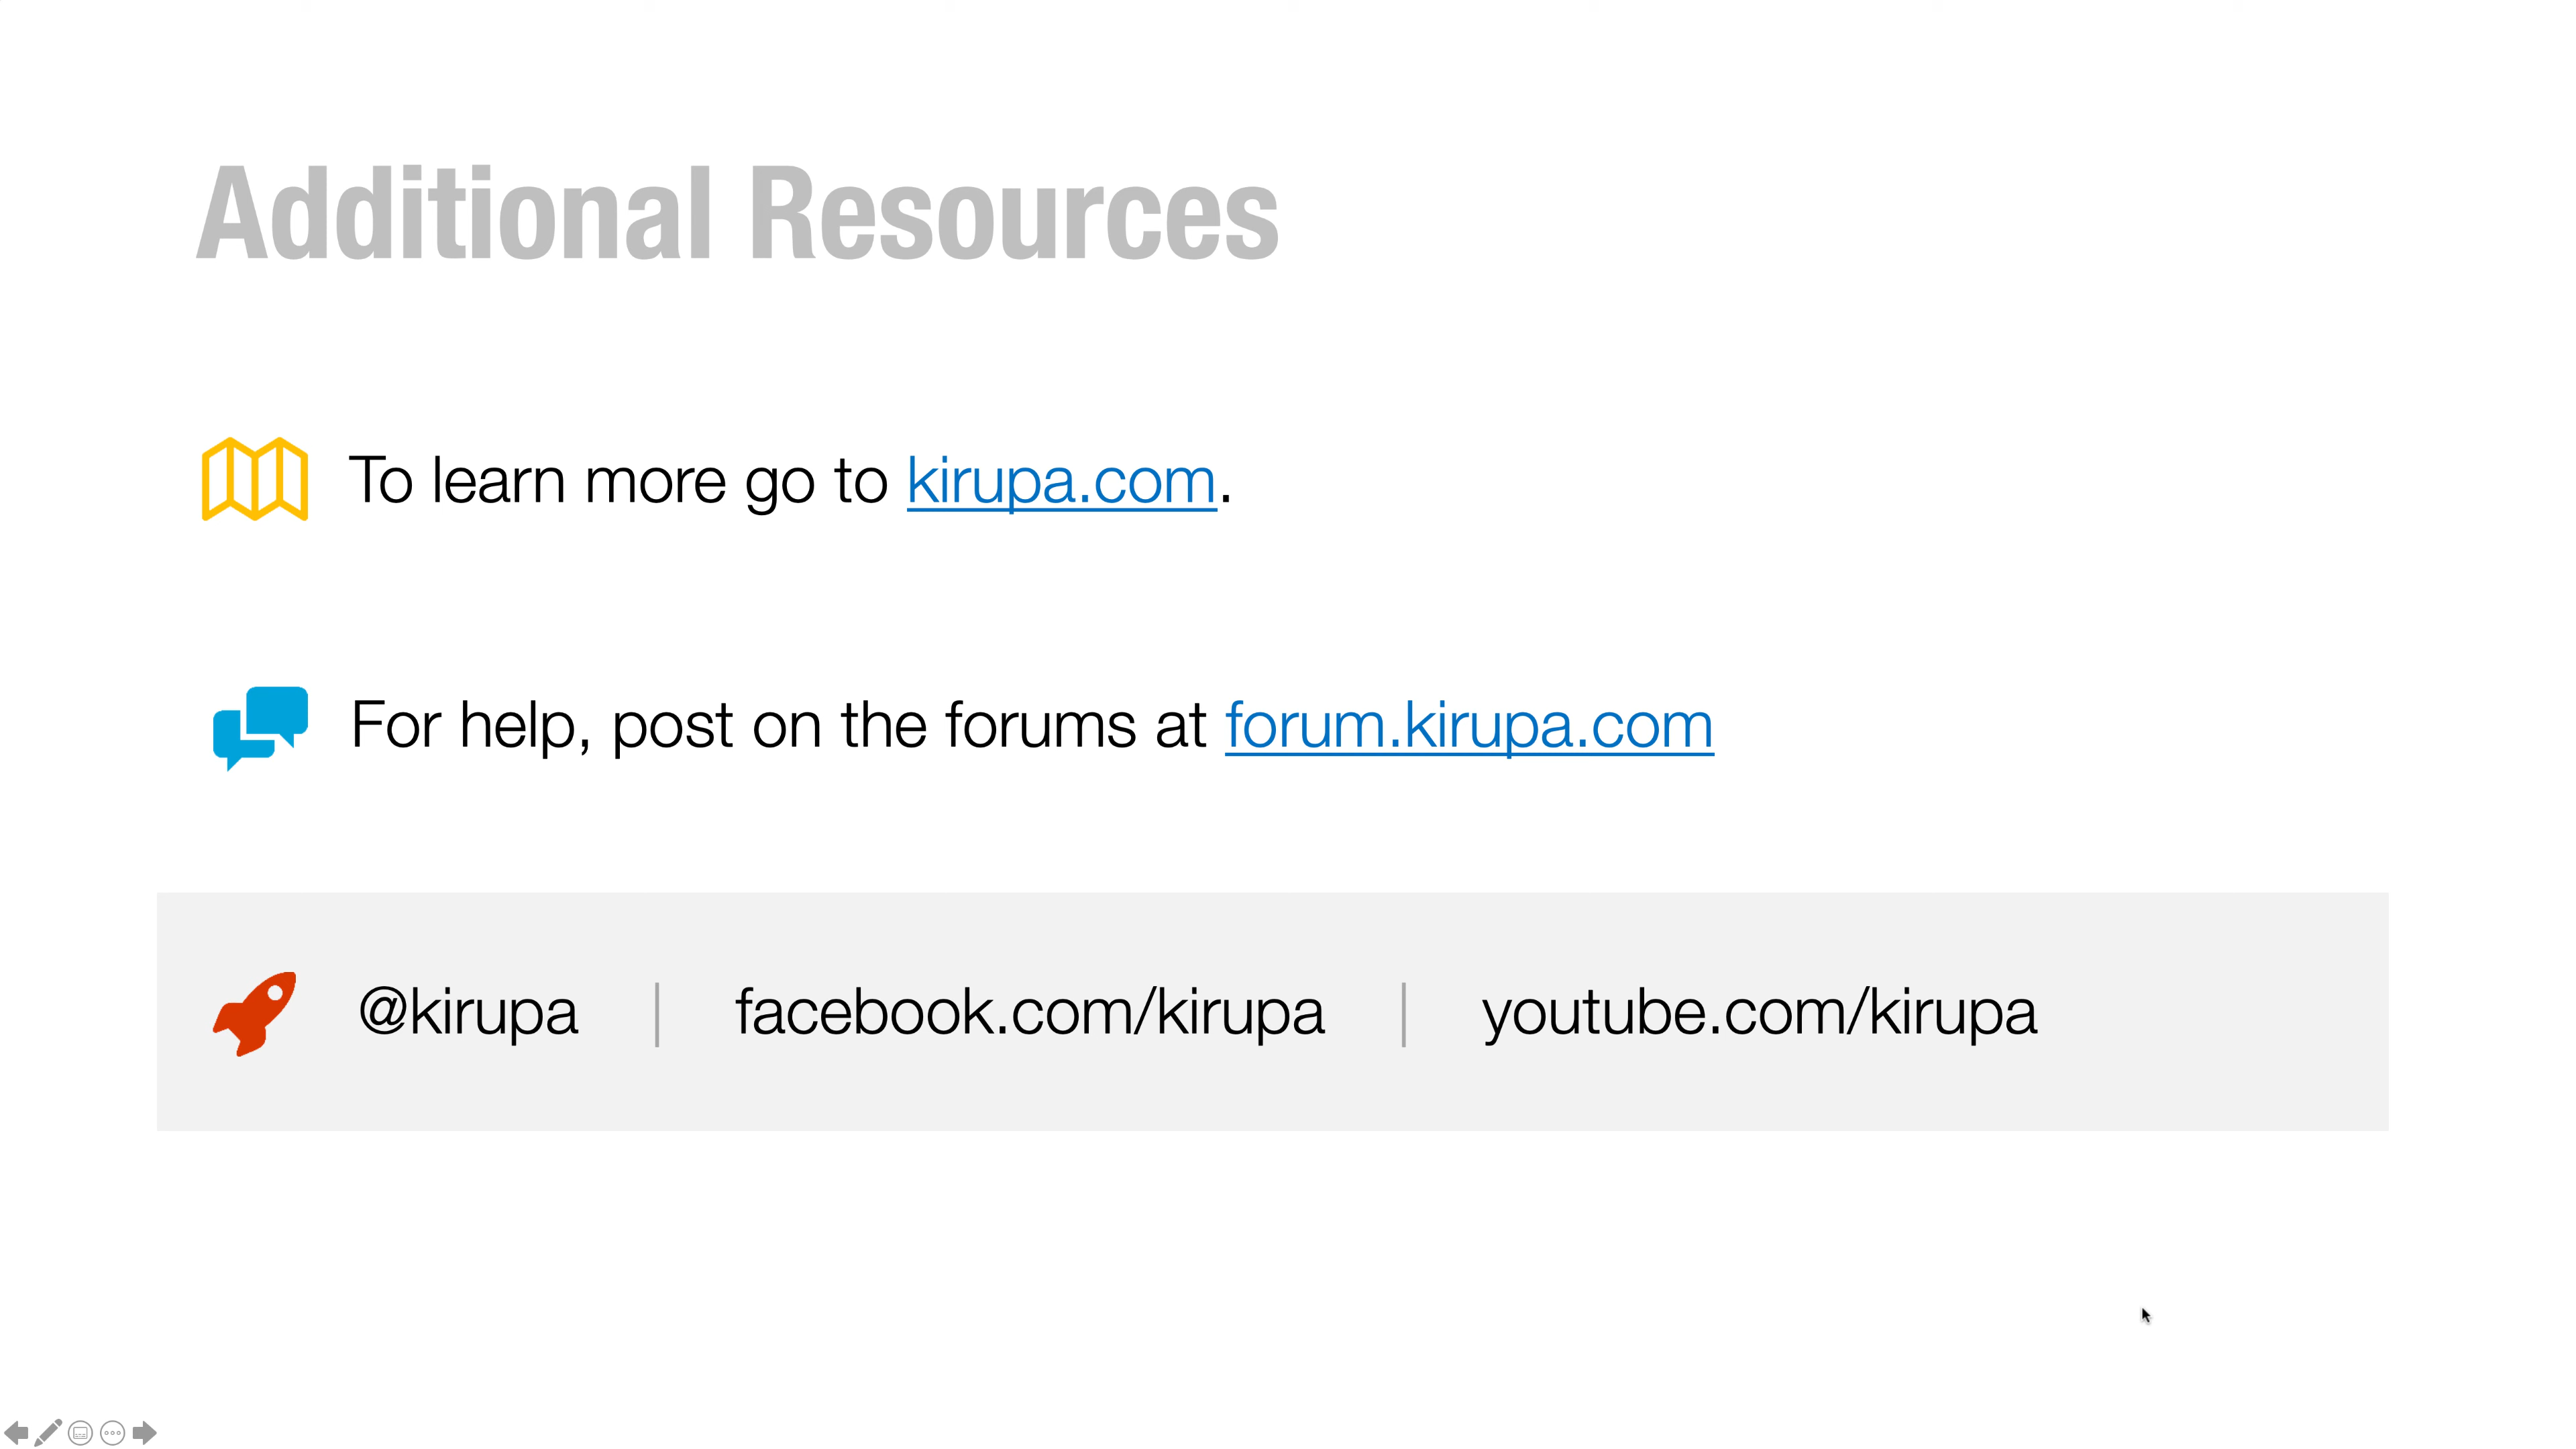 Additional Resources
To learn more go to kirupa.com.
For help, post on the forums at forum.kirupa.com
@kirupa | facebook.com/kirupa | youtube.com/kirupa